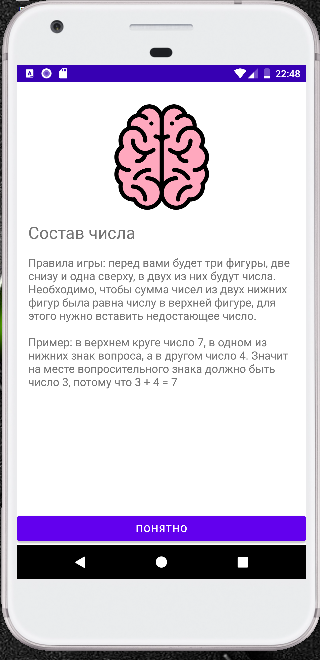 22:48
Состав числа
Правила игры: перед вами будет три фигуры, две
снизу и одна сверху, в двух из них будут числа.
Необходимо, чтобы сумма чисел из двух нижних
фигур была равна числу в верхней фигуре, для
этого нужно вставить недостающее число.
Пример: в верхнем круге число 7, в одном из
нижних знак вопроса, а в другом число 4. Значит
на месте вопросительного знака должно быть
число 3, потому что 3 + 4 = 7
ПОНЯТНО